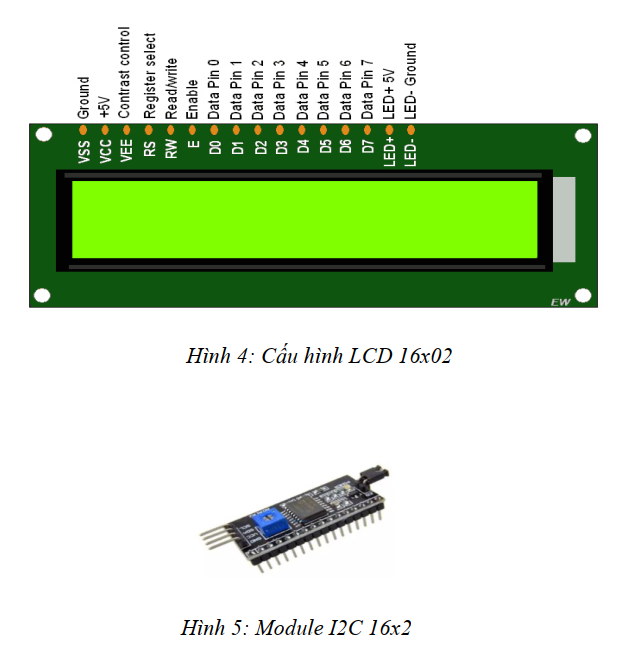 Ground
+5V
Contrast control
Register select
Read/write
Enable
Data Pin 0
Data Pin 1
Data Pin 2
Data Pin 3
Data Pin 4
Data Pin 5
Data Pin 6
Data Pin 7
LED+ 5V
LED- Ground
VSS
VCC
VEE
RS
RW
E
D0
D1
D2
D3
D4
D5
D6
D7
LED+
LED-
EW
Hình 4: Cấu hình LCD 16x02
Hình 5: Module I2C 16x2